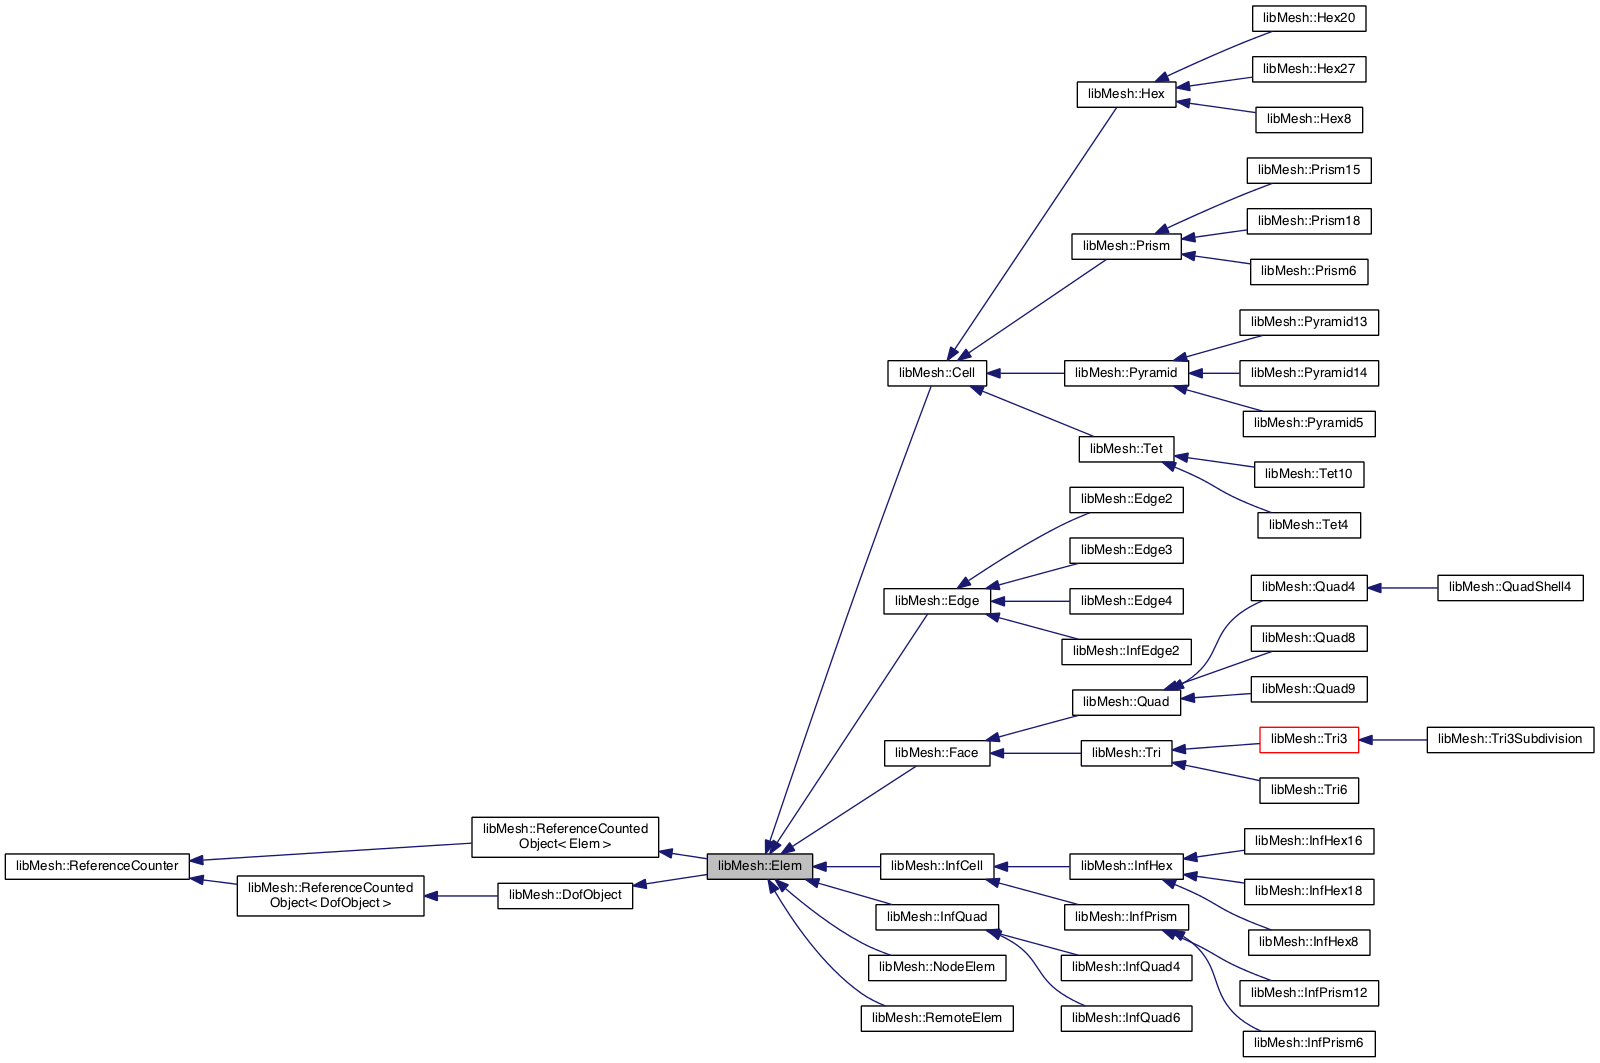 libMesh::Hex20
libMesh::Hex27
libMesh::Hex
libMesh::Hex8
libMesh::Prism15
libMesh::Prism18
libMesh::Prism
libMesh::Prism6
libMesh::Pyramid13
libMesh::Cell
libMesh::Pyramid
libMesh::Pyramid14
libMesh::Pyramid5
libMesh::Tet
libMesh::Tet10
libMesh::Edge2
libMesh::Tet4
libMesh::Edge3
libMesh::Quad4
libMesh::QuadShell4
libMesh::Edge
libMesh::Edge4
libMesh::Quad8
libMesh::InfEdge2
libMesh::Quad9
libMesh::Quad
libMesh::Tri3
libMesh::Tri3Subdivision
libMesh::Face
libMesh::Tri
libMesh::Tri6
libMesh::ReferenceCounted
Object< Elem >
libMesh::InfHex16
libMesh::ReferenceCounter
libMesh::Elem
libMesh::InfCell
libMesh::InfHex
libMesh::ReferenceCounted
Object< DofObject >
libMesh::DofObject
libMesh::InfHex18
libMesh::InfQuad
libMesh::InfPrism
libMesh::InfHex8
libMesh::NodeElem
libMesh::InfQuad4
libMesh::InfPrism12
libMesh::RemoteElem
libMesh::InfQuad6
libMesh::InfPrism6